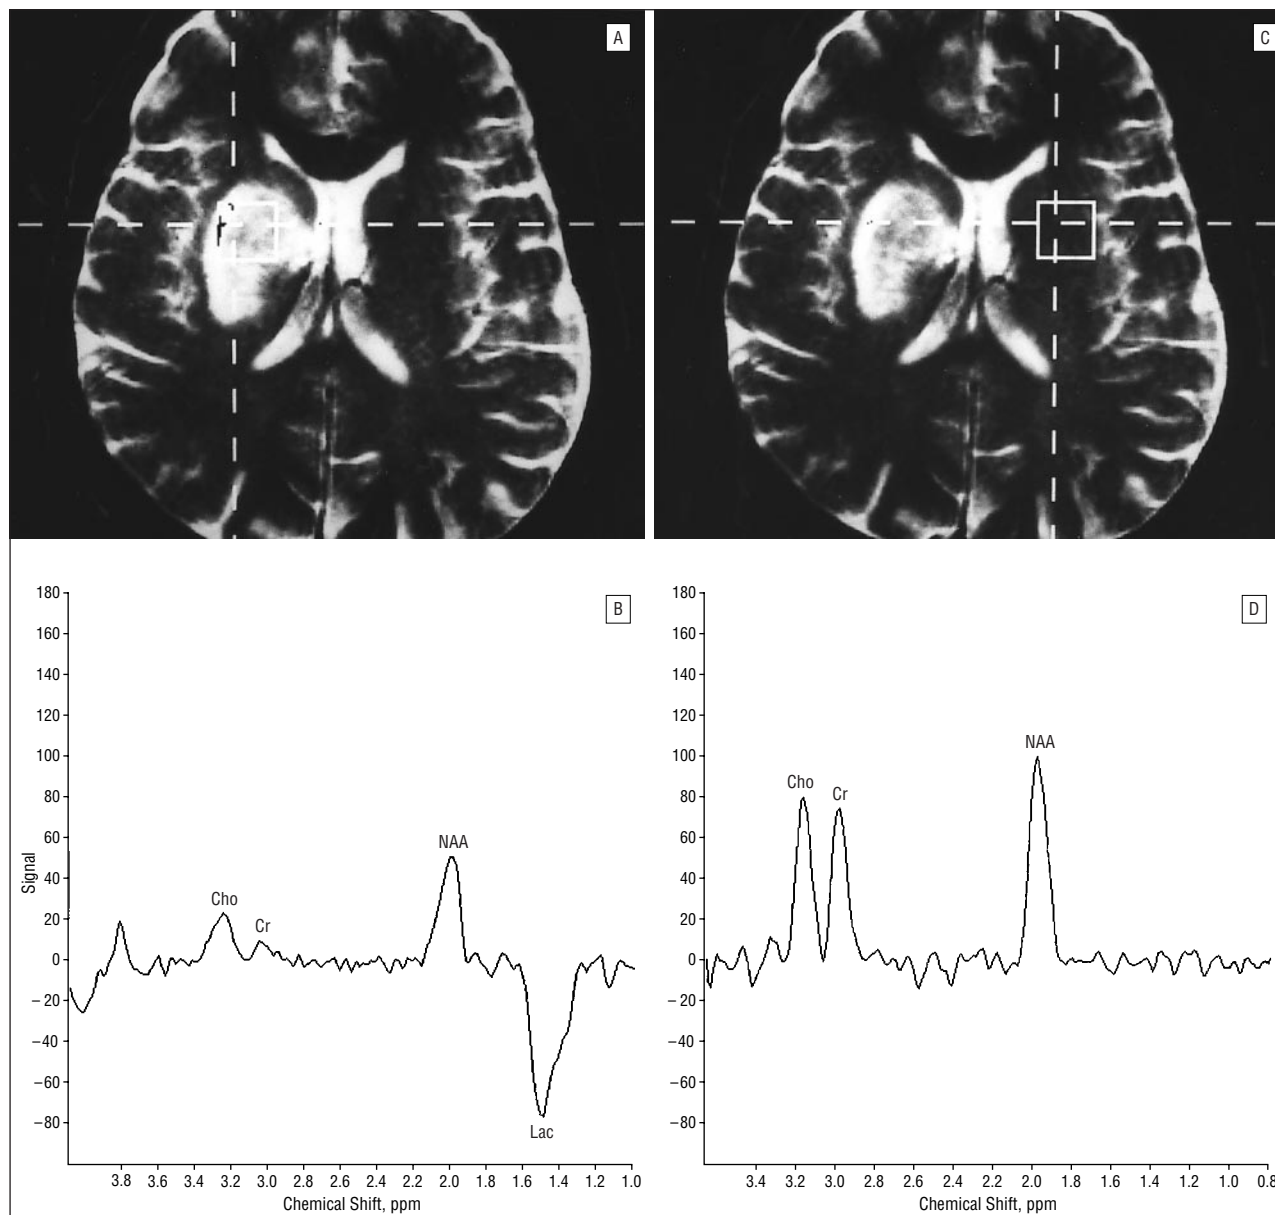 A
C
B
180
160
140
120
100
80
60
40
20
0
−20
−40
−60
−80
Signal
Cho
Cr
NAA
Lac
3.8 3.6 3.4 3.2 3.0 2.8 2.6 2.4 2.2 2.0 1.8 1.6 1.4 1.2 1.0
Chemical Shift, ppm
D
180
160
140
120
100
80
60
40
20
0
−20
−40
−60
−80
Cho
Cr
NAA
3.4 3.2 3.0 2.8 2.6 2.4 2.2 2.0 1.8 1.6 1.4 1.2 1.0 0.8
Chemical Shift, ppm